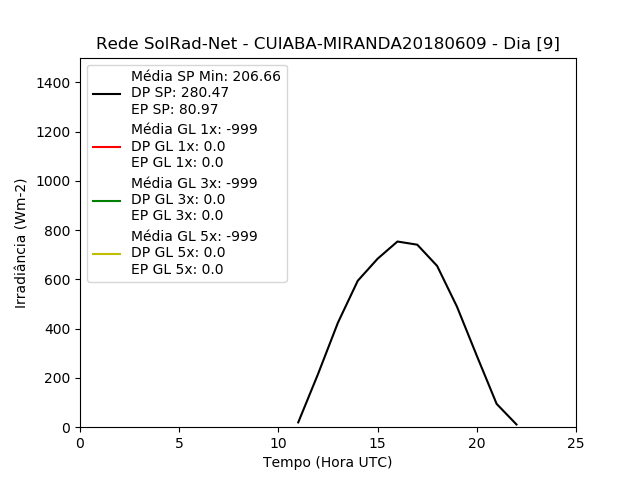 Rede SolRad-Net - CUIABA-MIRANDA20180609 - Dia [9]
Média SP Min: 206.66
DP SP: 280.47
EP SP: 80.97
Média GL 1x: -999
DP GL 1x: 0.0
EP GL 1x: 0.0
Média GL 3x: -999
DP GL 3x: 0.0
EP GL 3x: 0.0
Média GL 5x: -999
DP GL 5x: 0.0
EP GL 5x: 0.0
1400
1200
1000
800
600
400
200
0
Irradiância (Wm-2)
0 5 10 15 20 25
Tempo (Hora UTC)